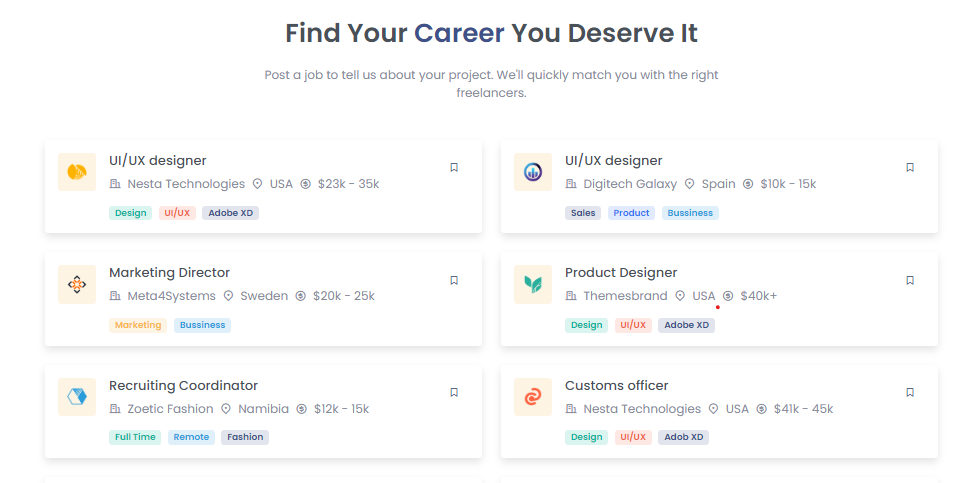 Find Your Career You Deserve It
Post a job to tell us about your project. We'll quickly match you with the right
freelancers.
UI/UX designer
Nesta Technologies USA $23k - 35k
Design UI/UX Adobe XD
UI/UX designer
Digitech Galaxy Spain $10k - 15k
Sales Product Bussiness
Marketing Director
Meta4Systems Sweden $20k - 25k
Marketing Bussiness
Product Designer
Themesbrand USA $40k+
Design UI/UX Adobe XD
Recruiting Coordinator
Zoetic Fashion Namibia $12k - 15k
Full Time Remote Fashion
Customs officer
Nesta Technologies USA $41k - 45k
Design UI/UX Adob XD